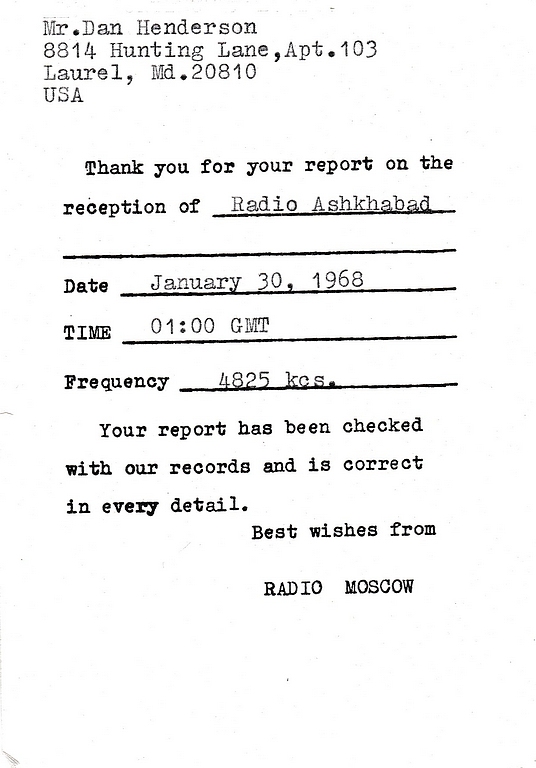 Mr.Dan Henderson
8814 Hunting Lane,Apt.103
Laurel, Md.20810
USA
Thank you for your report on the
reception of Radio Ashkhabad
Date January 30, 1968
TIME 01:00 GMT
Frequency 4825 kcs.
Your report has been checked
with our records and is correct
in every detail.
Best wishes from
RADIO MOSCOW